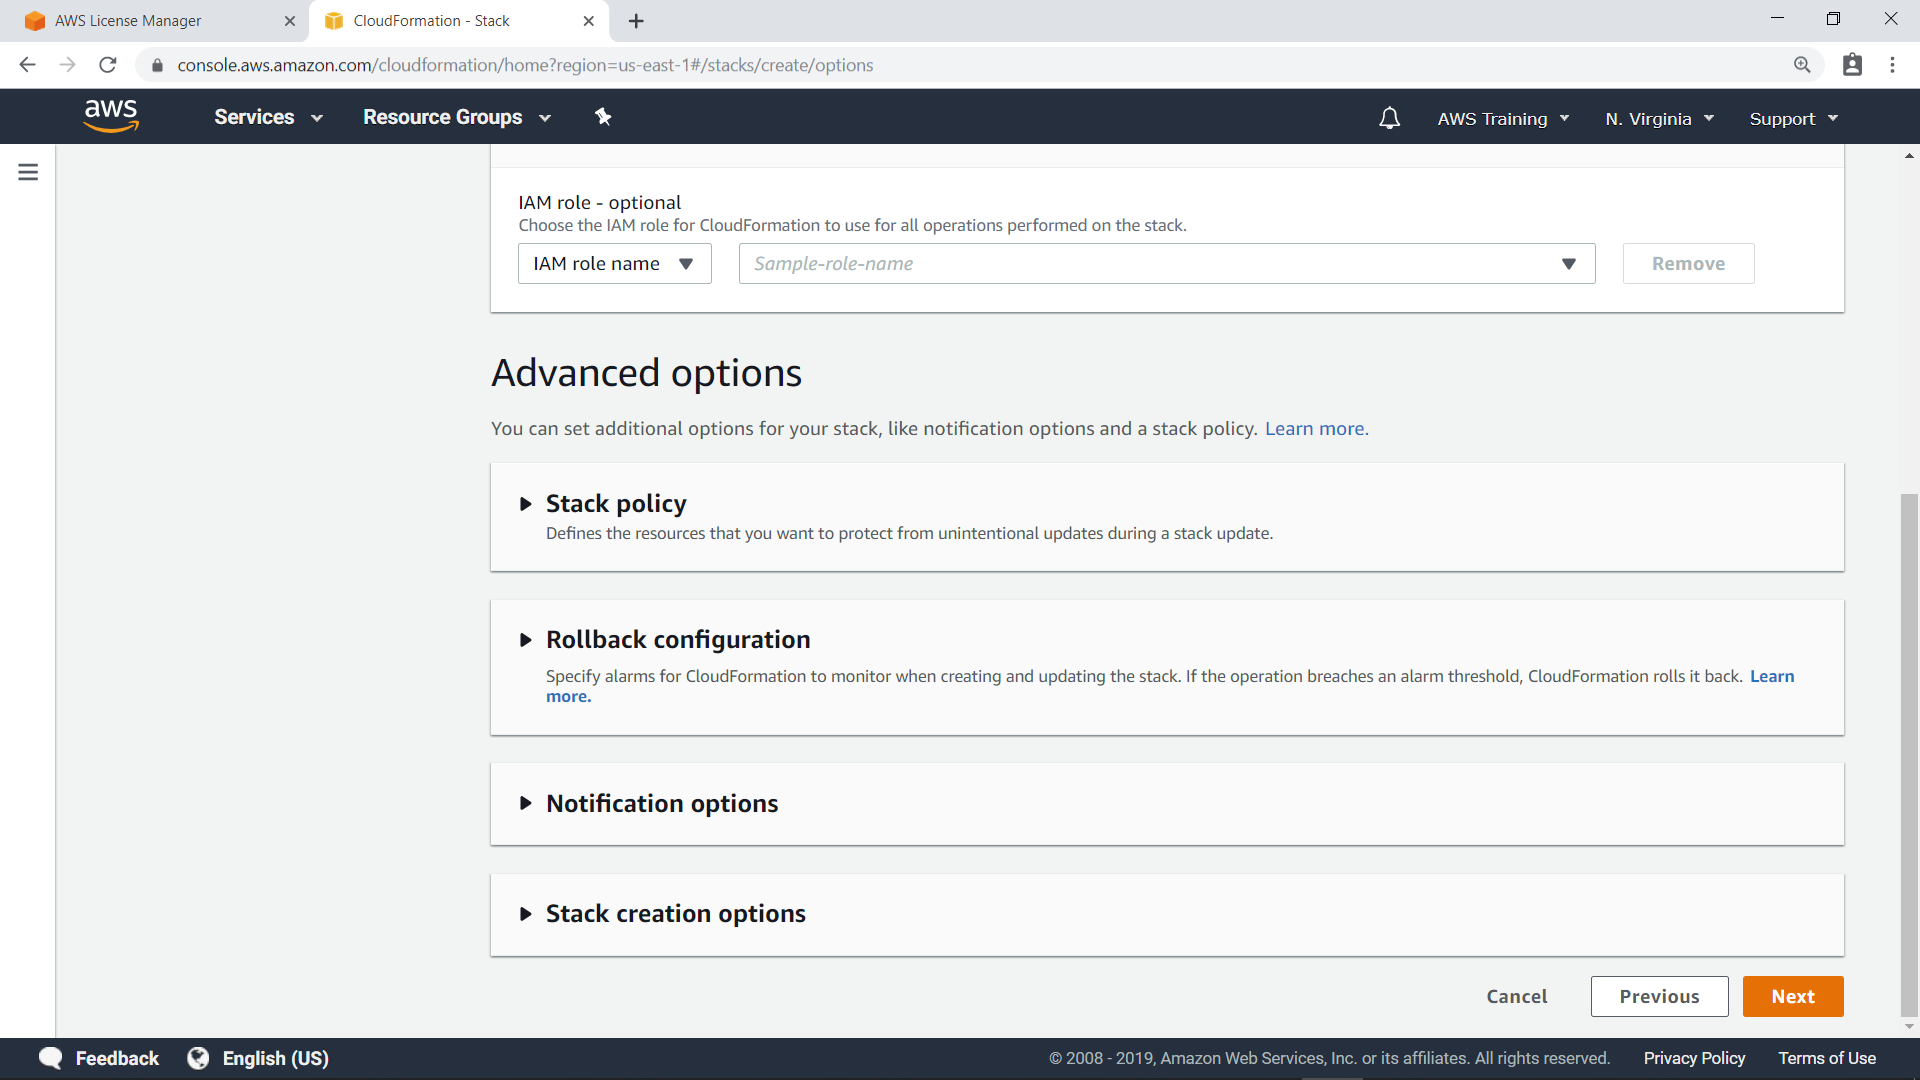 AWS License Manager
CloudFormation - Stack
console.aws.amazon.com/cloudformation/home?region=us-east-1#/stacks/create/options
aws
Services
Resource Groups
AWS Training
N. Virginia
Support
IAM role - optional
Choose the IAM role for CloudFormation to use for all operations performed on the stack.
IAM role name
Sample-role-name
Remove
Advanced options
You can set additional options for your stack, like notification options and a stack policy. Learn more.
Stack policy
Defines the resources that you want to protect from unintentional updates during a stack update.
Rollback configuration
Specify alarms for CloudFormation to monitor when creating and updating the stack. If the operation breaches an alarm threshold, CloudFormation rolls it back. Learn
more.
Notification options
Stack creation options
Cancel
Previous
Next
Feedback
English (US)
© 2008 - 2019, Amazon Web Services, Inc. or its affiliates. All rights reserved.
Privacy Policy
Terms of Use